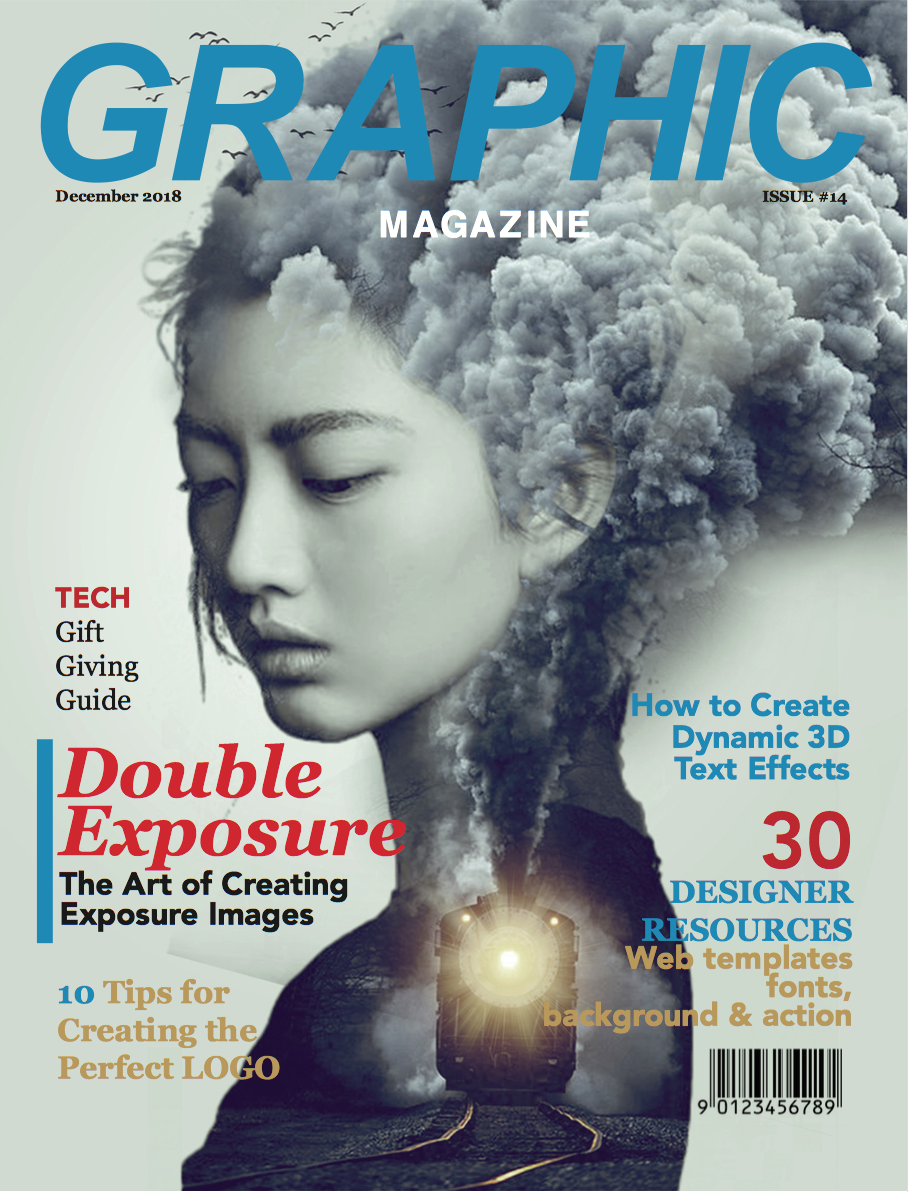 GRAPHIC
December 2018
ISSUE #14
MAGAZINE
TECH
Gift
Giving
Guide
Double
Exposure
The Art of Creating
Exposure Images
10 Tips for
Creating the
Perfect LOGO
How to Create
Dynamic 3D
Text Effects
30
DESIGNER
RESOURCES
Web templates
fonts,
background & action
9 0123456789